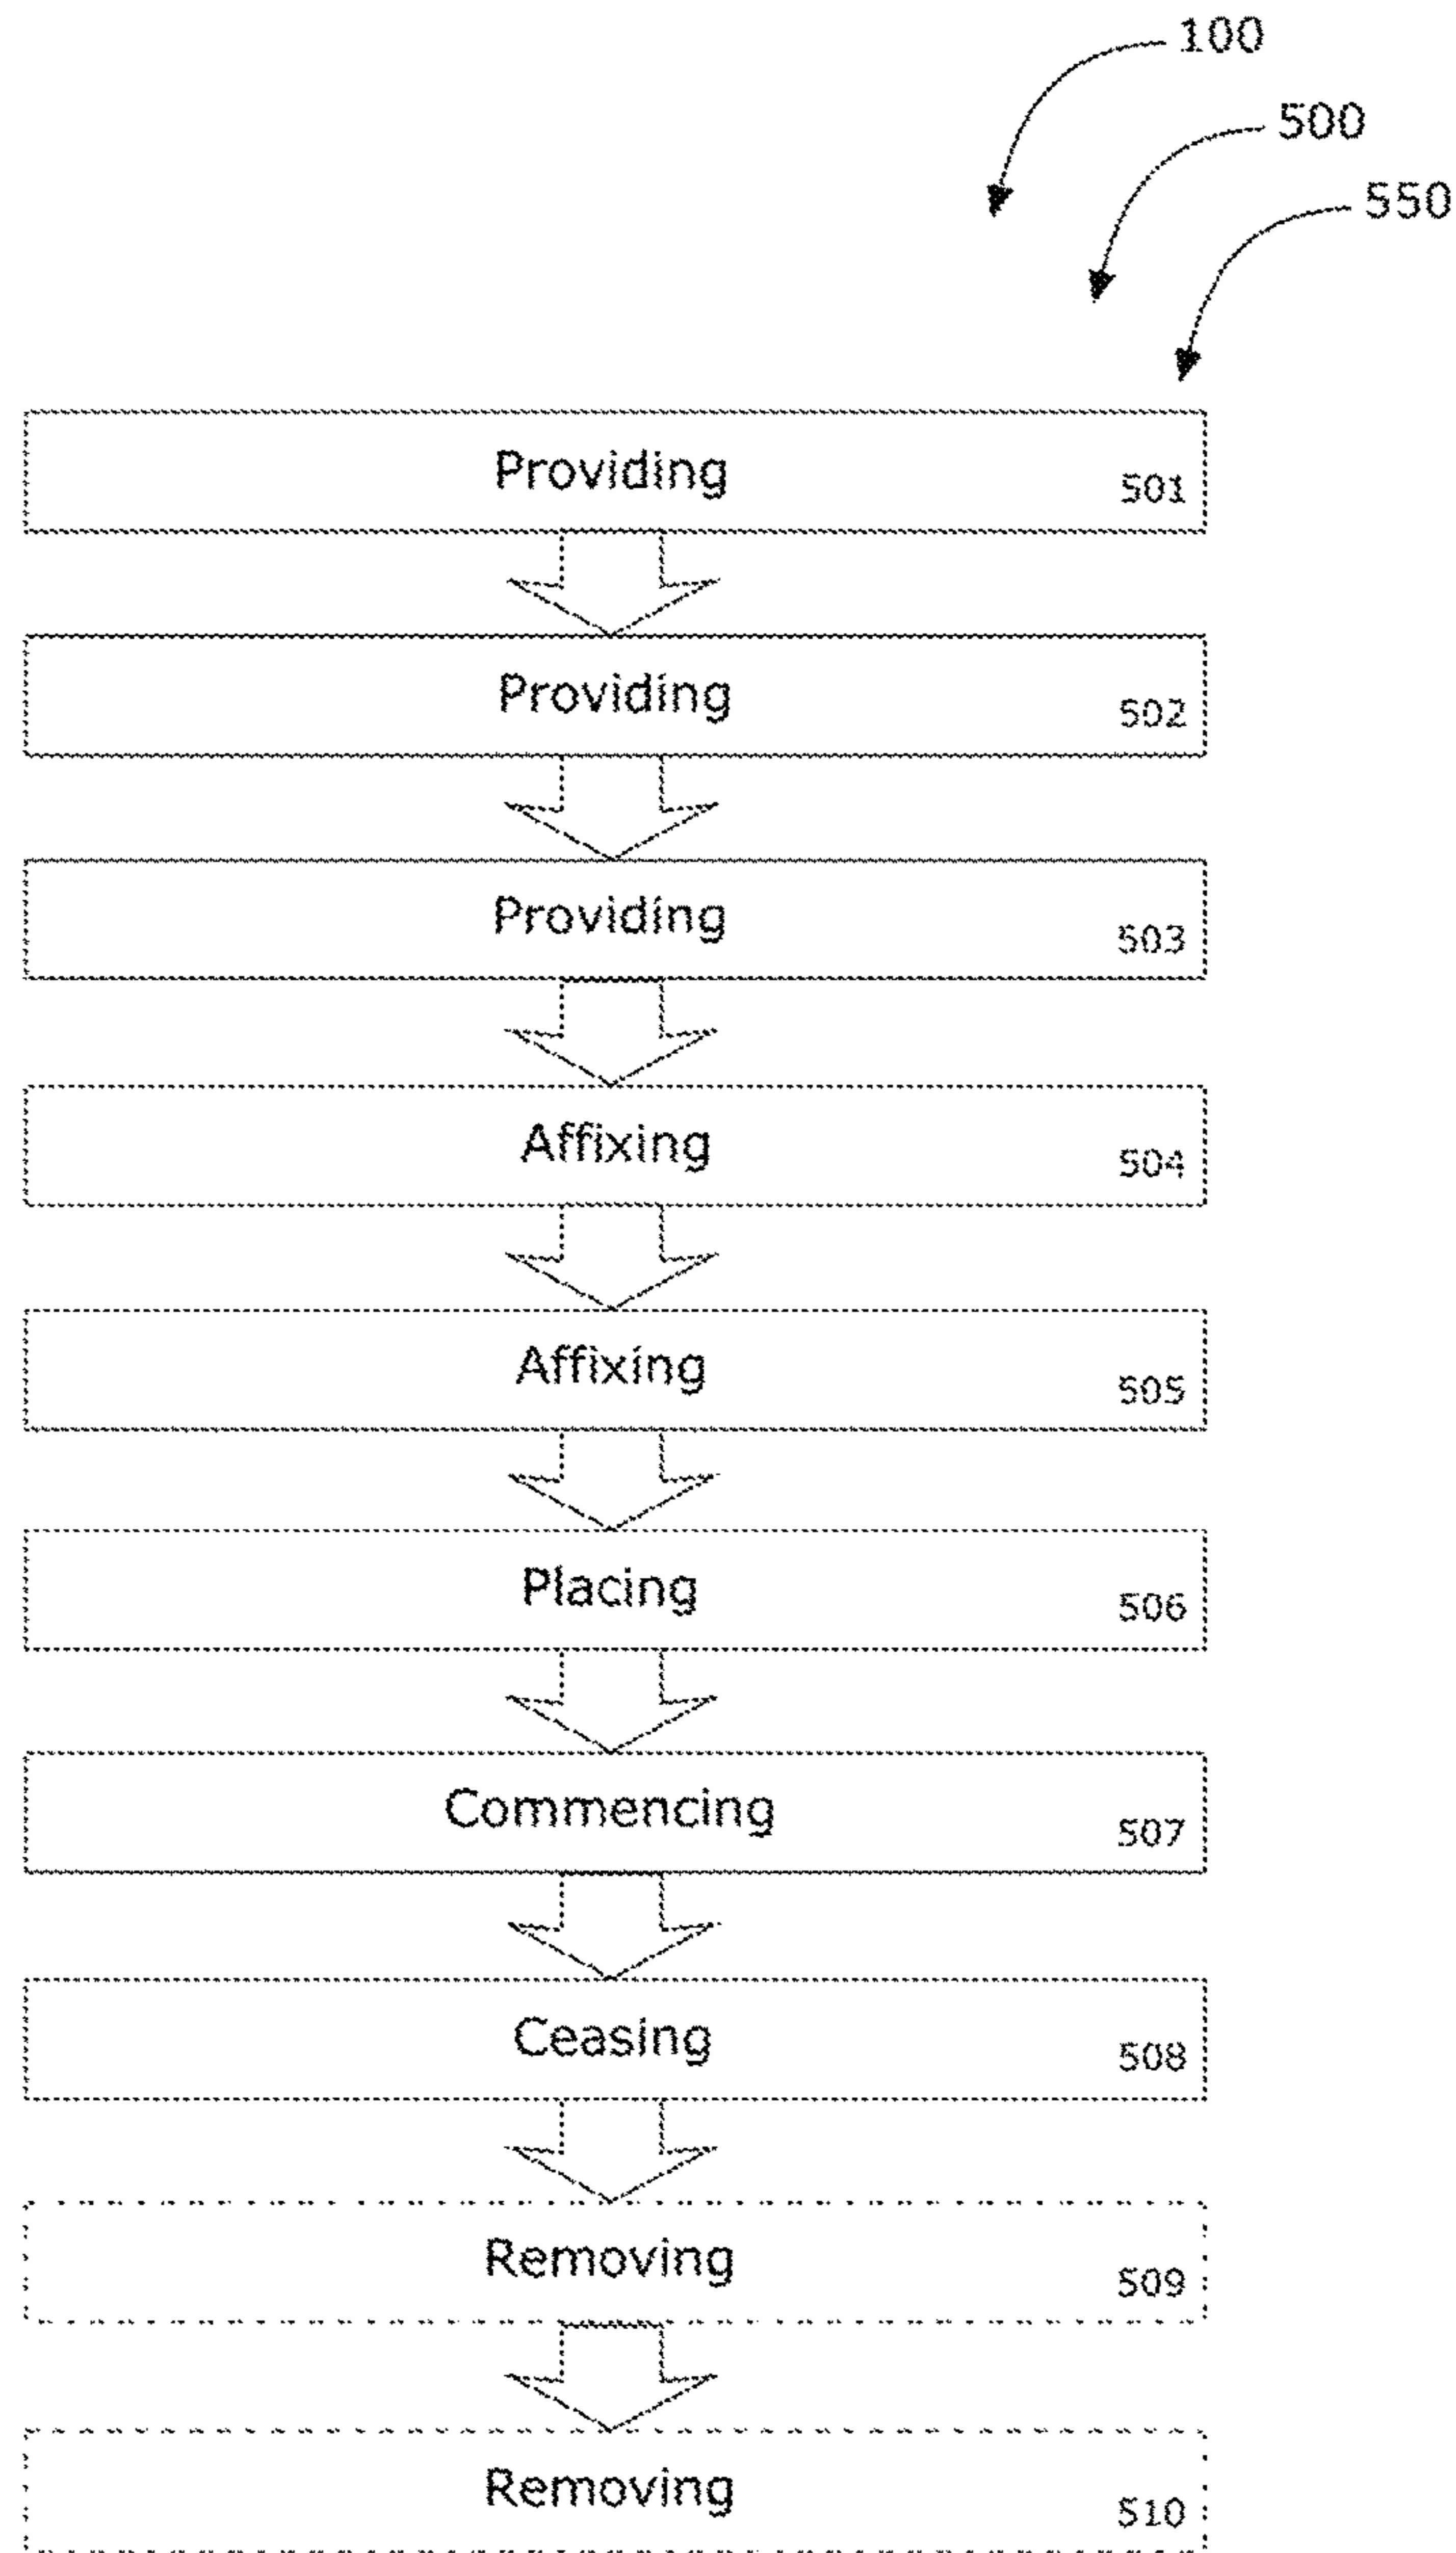 100
500
550
Providing
501
Providing
502
Providing
503
Affixing
504
Affixing
505
Placing
506
Commencing
507
Ceasing
508
Removing
509
Removing
510